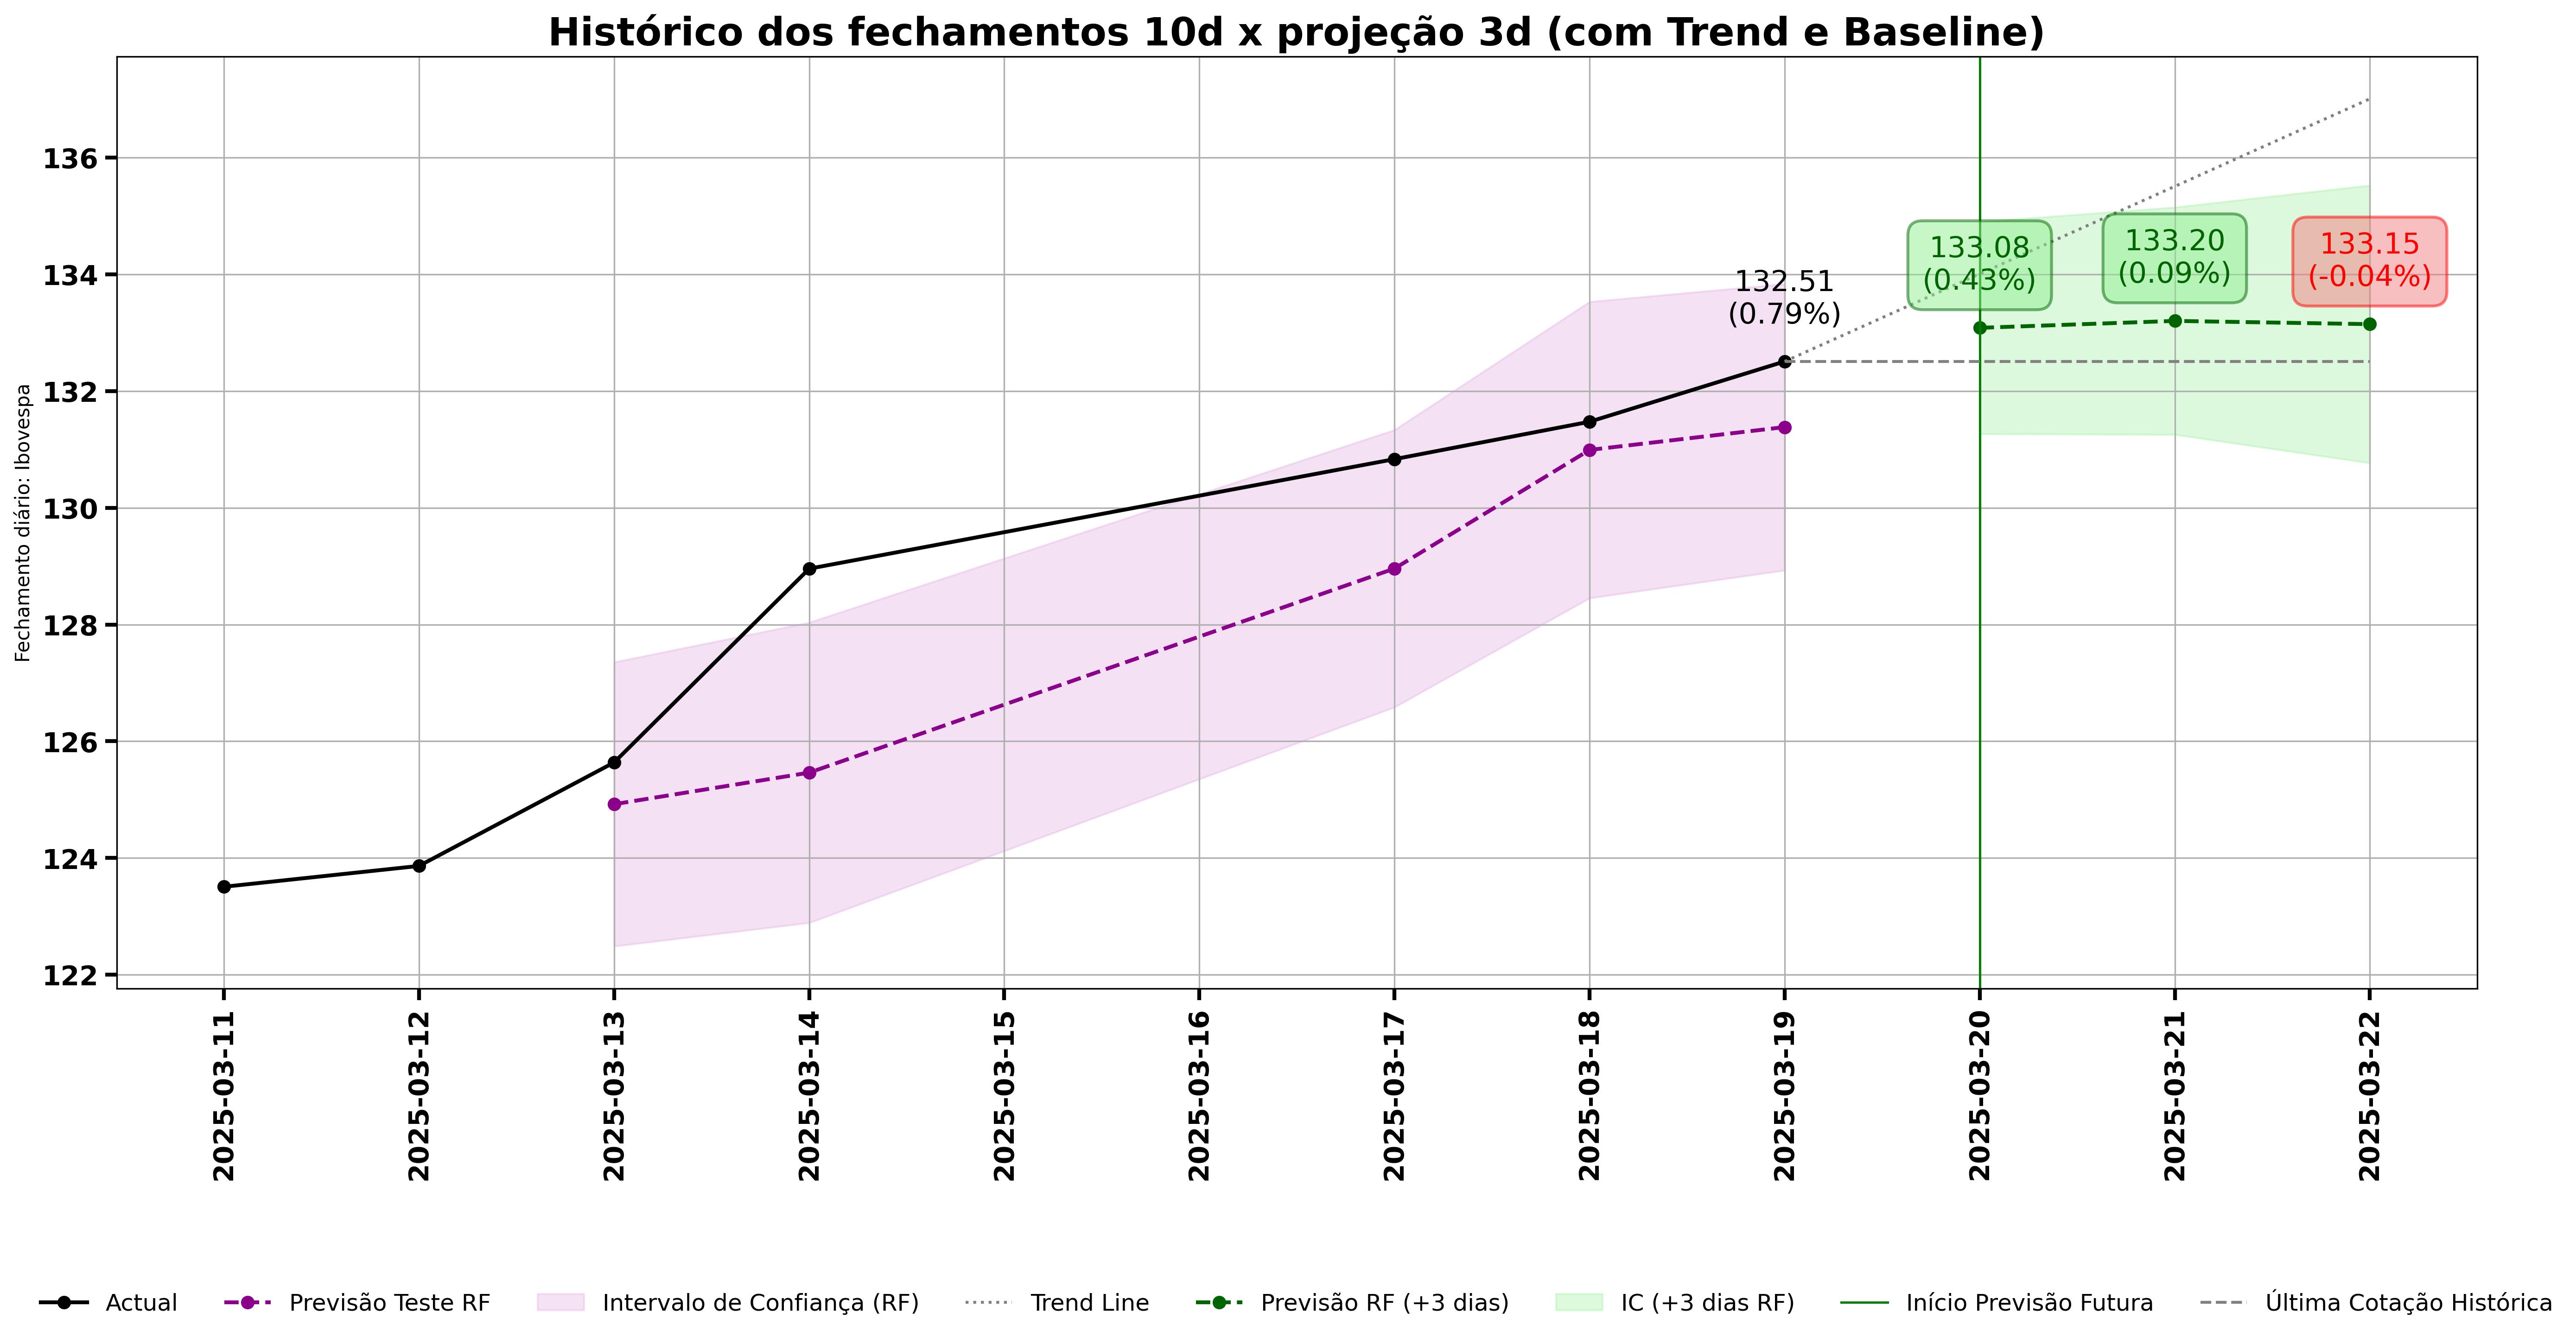 Histórico dos fechamentos 10d x projeção 3d (com Trend e Baseline)
Fechamento diário: Ibovespa
136
134
132
130
128
126
124
122
132.51
(0.79%)
133.08
(0.43%)
133.20
(0.09%)
133.15
(-0.04%)
2025-03-11
2025-03-12
2025-03-13
2025-03-14
2025-03-15
2025-03-16
2025-03-17
2025-03-18
2025-03-19
2025-03-20
2025-03-21
2025-03-22
Actual
Previsão Teste RF
Intervalo de Confiança (RF)
Trend Line
Previsão RF (+3 dias)
IC (+3 dias RF)
Início Previsão Futura
Última Cotação Histórica